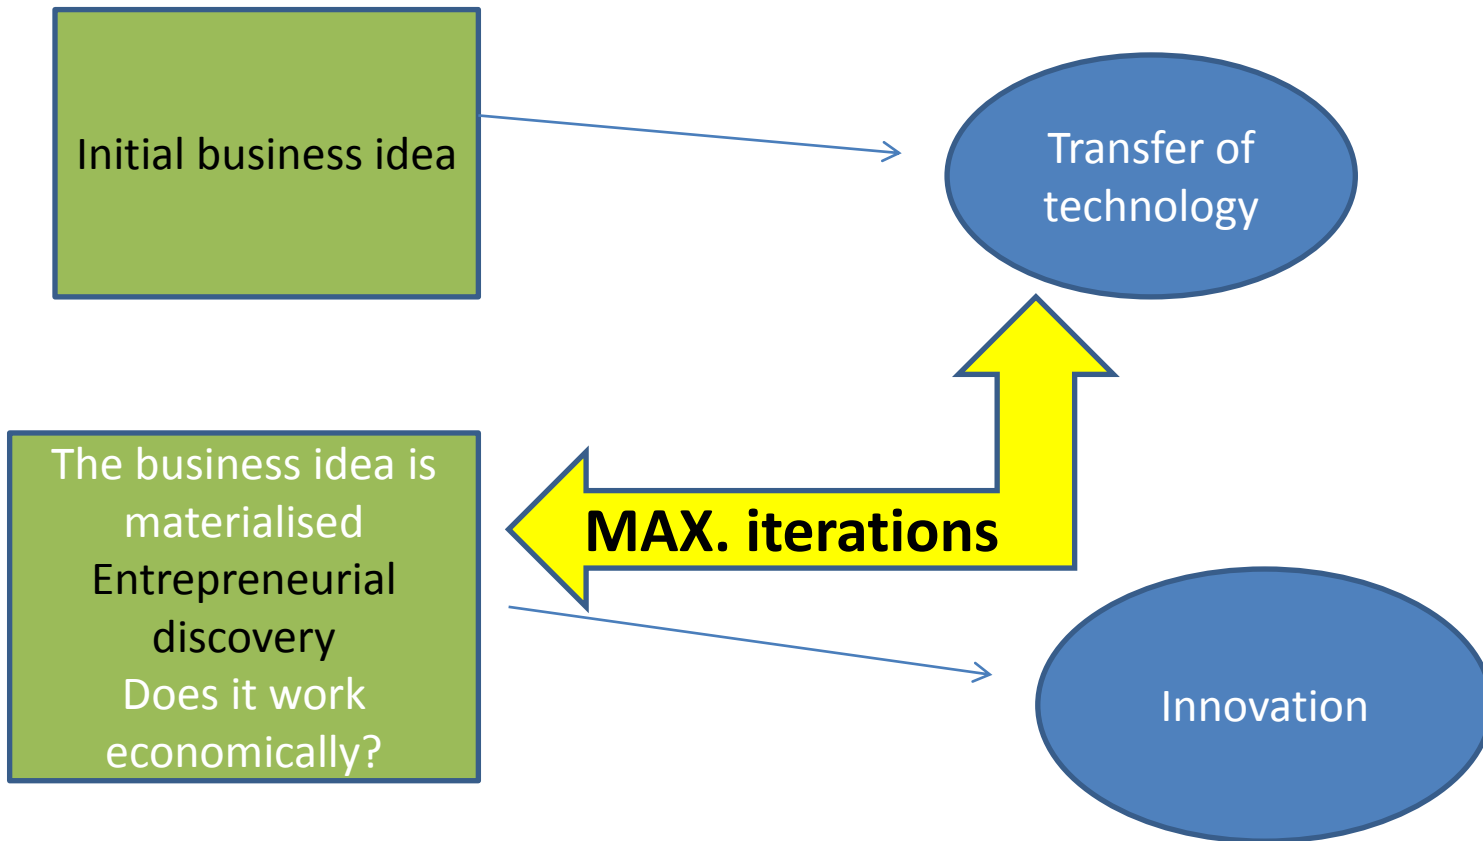 Initial business idea
Transfer of
technology
The business idea is
materialised
Entrepreneurial
discovery
Does it work
economically?
MAX. iterations
Innovation